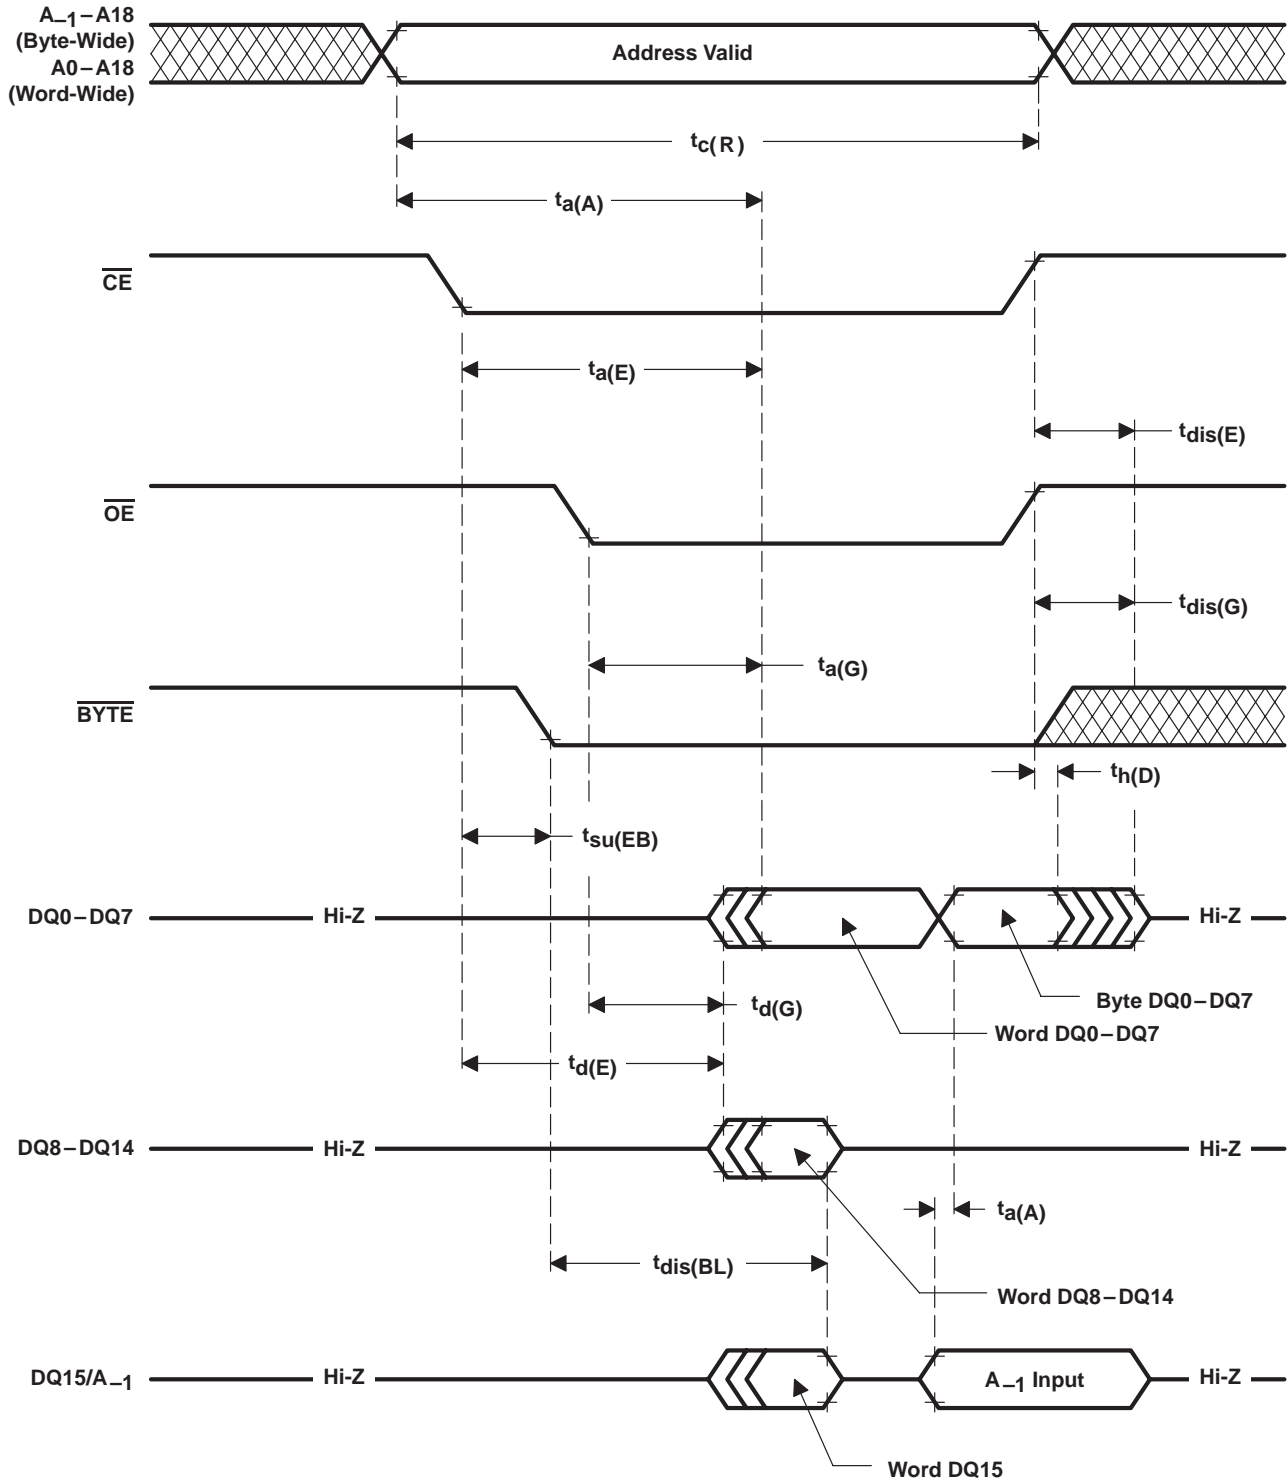 A–1–A18
(Byte-Wide)
A0–A18
(Word-Wide)
Address Valid
tc(R)
ta(A)
CE
ta(E)
tdis(E)
OE
tdis(G)
ta(G)
BYTE
th(D)
tsu(EB)
DQ0–DQ7
Hi-Z
Hi-Z
Byte DQ0–DQ7
td(G)
Word DQ0–DQ7
td(E)
DQ8–DQ14
Hi-Z
Hi-Z
ta(A)
tdis(BL)
Word DQ8–DQ14
DQ15/A–1
Hi-Z
A–1 Input
Hi-Z
Word DQ15